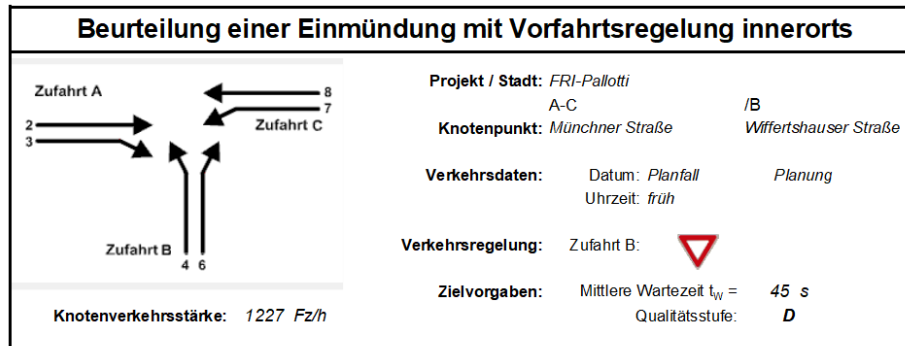 Beurteilung einer Einmündung mit Vorfahrtsregelung innerorts
Zufahrt A
8
7
2
3
Zufahrt C
Zufahrt B
4 6
Knotenverkehrsstärke: 1227 Fz/h
Projekt / Stadt: FRI-Pallotti
A-C /B
Knotenpunkt: Münchner Straße Wiffertshauser Straße
Verkehrsdaten: Datum: Planfall Planung
Uhrzeit: früh
Verkehrsregelung: Zufahrt B:
Zielvorgaben: Mittlere Wartezeit tW = 45 s
Qualitätsstufe: D